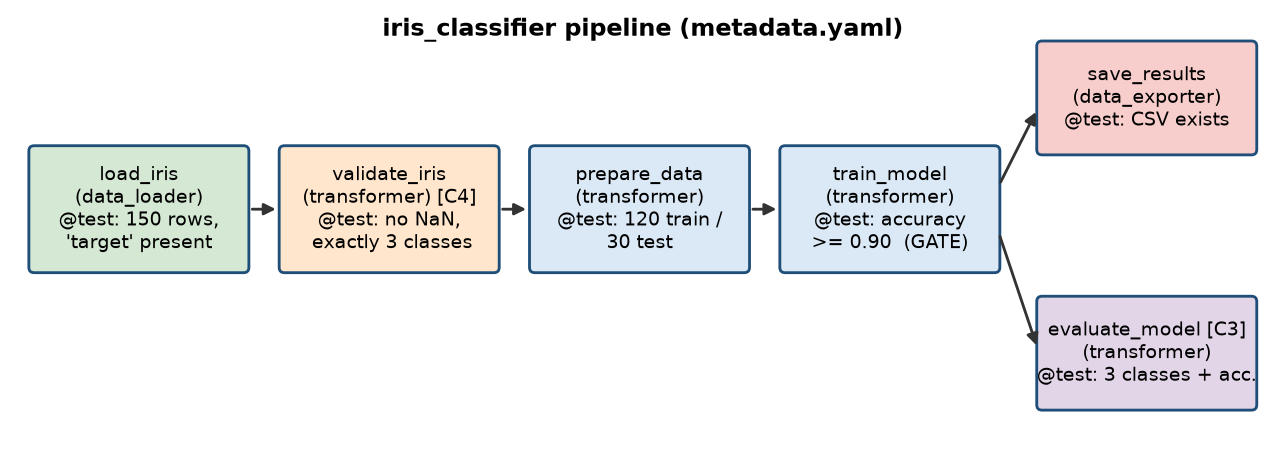 iris_classifier pipeline (metadata.yaml)
load_iris
(data_loader)
@test: 150 rows,
'target' present
validate_iris
(transformer) [C4]
@test: no NaN,
exactly 3 classes
prepare_data
(transformer)
@test: 120 train /
30 test
train_model
(transformer)
@test: accuracy
>= 0.90  (GATE)
save_results
(data_exporter)
@test: CSV exists
evaluate_model [C3]
(transformer)
@test: 3 classes + acc.